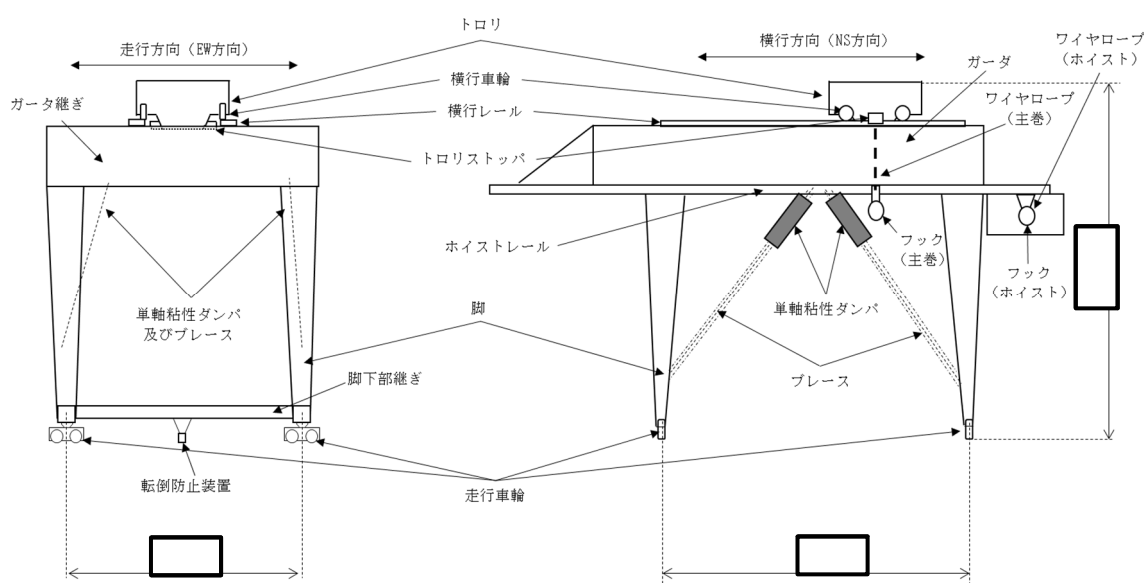 トロリ
走行方向（EW方向）
横行車輪
ガータ継ぎ
横行レール
トロリストッパ
横行方向（NS方向）
ガーダ
ワイヤロープ
（ホイスト）
ワイヤロープ
（主巻）
ホイストレール
フック
（主巻）
フック
（ホイスト）
単軸粘性ダンパ
及びブレース
単軸粘性ダンパ
脚
ブレース
脚下部継ぎ
転倒防止装置
走行車輪